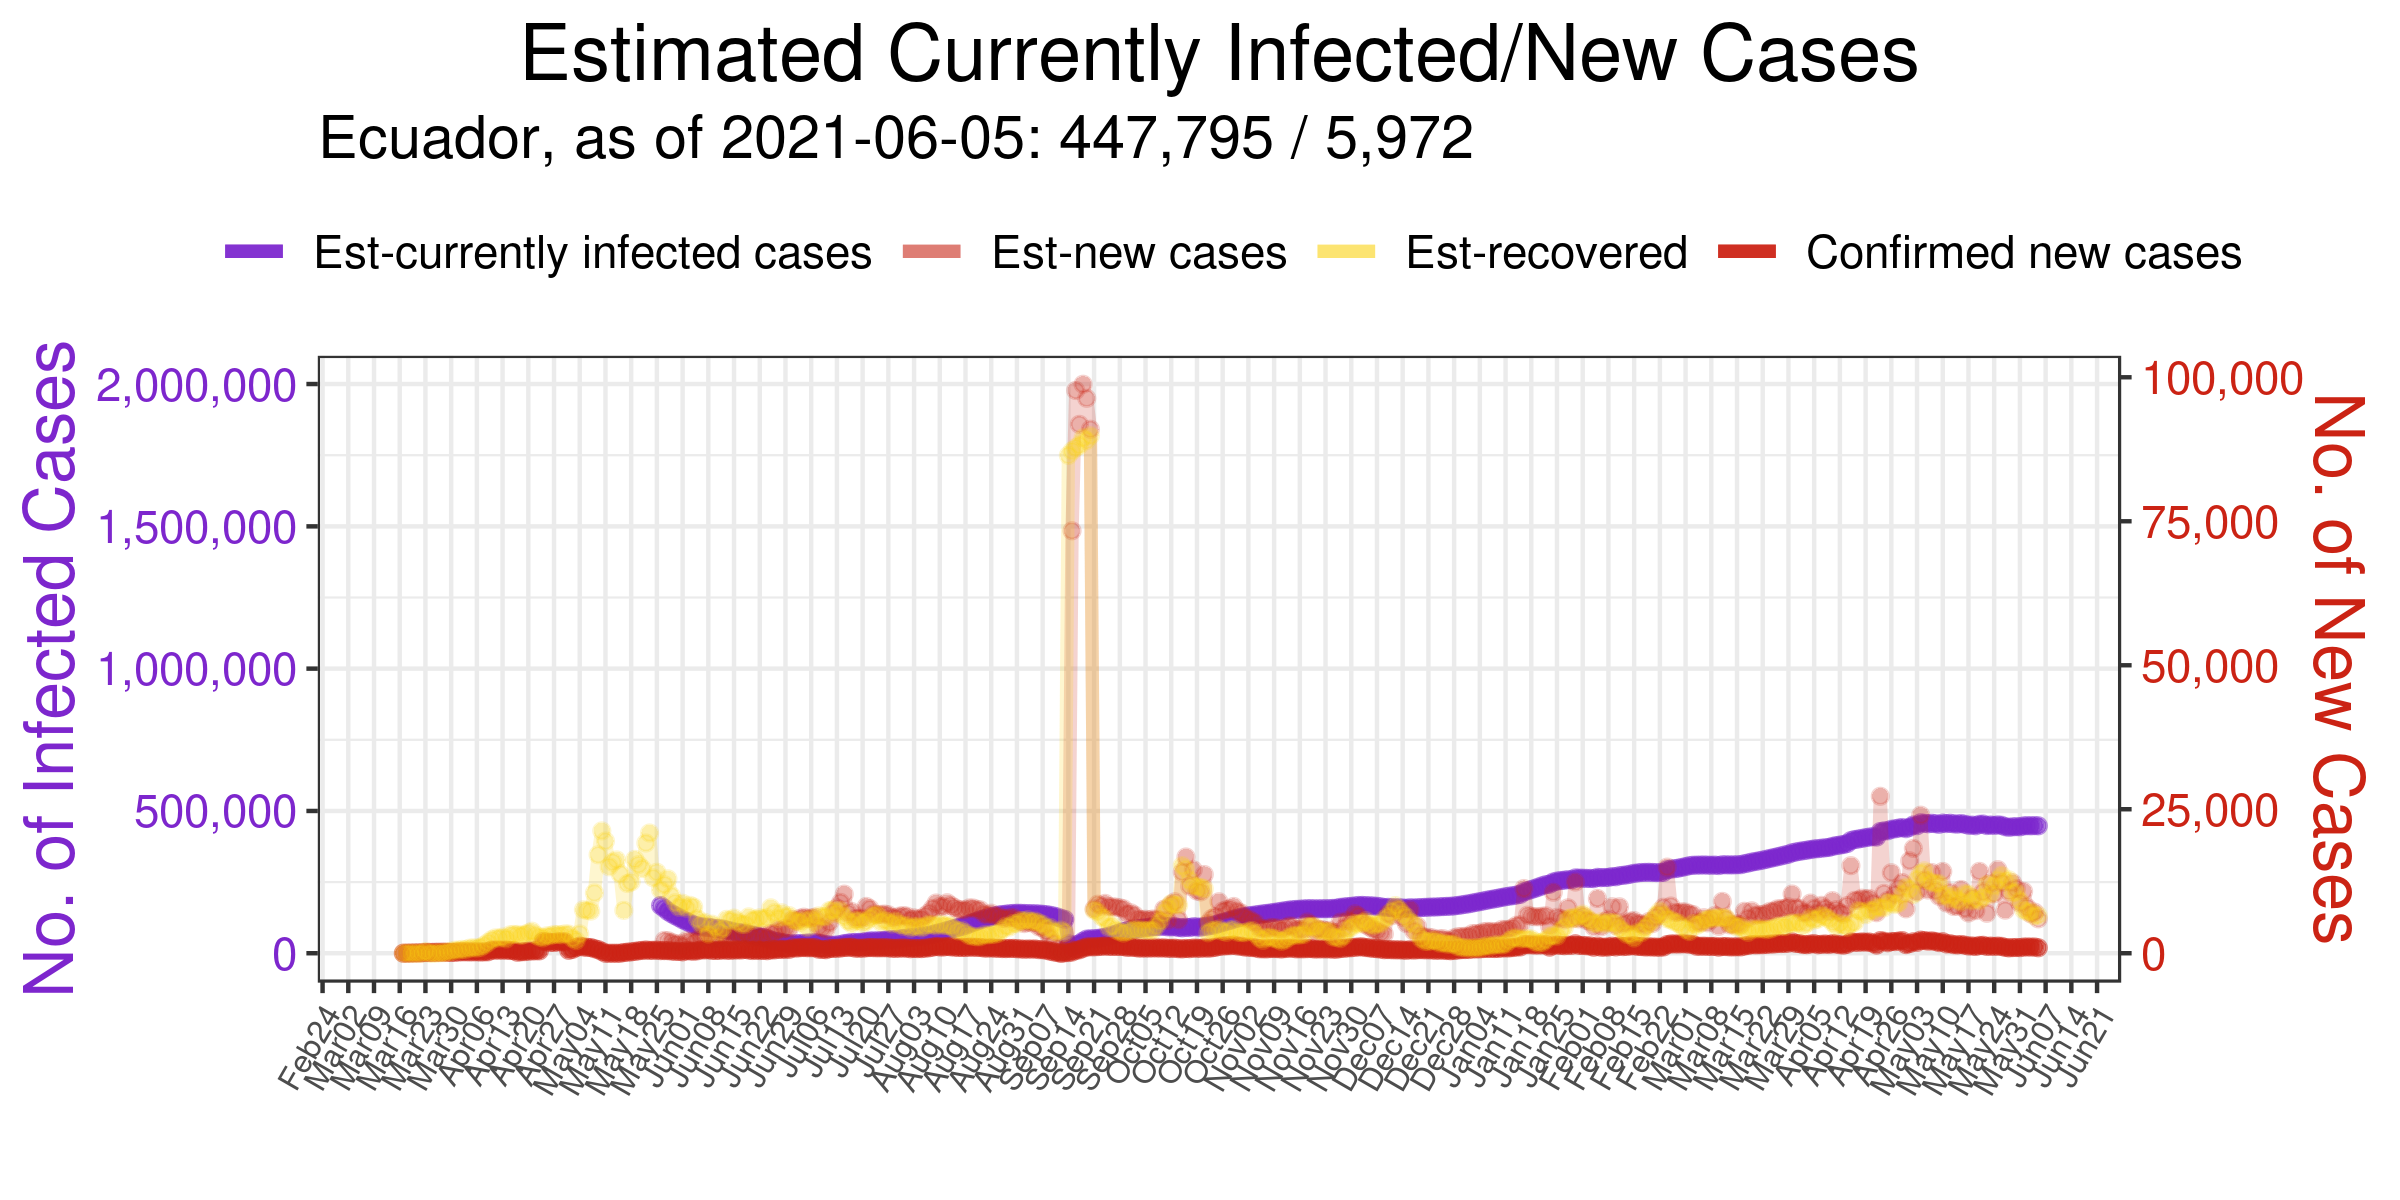 Estimated Currently Infected/New Cases
Ecuador, as of 2021-06-05: 447,795 / 5,972
Est-currently infected cases Est-new cases Est-recovered Confirmed new cases
No. of Infected Cases
2,000,000
1,500,000
1,000,000
500,000
0
100,000
75,000
50,000
25,000
0
No. of New Cases
Feb24
Mar02
Mar09
Mar16
Mar23
Mar30
Apr06
Apr13
Apr20
Apr27
May04
May11
May18
May25
Jun01
Jun08
Jun15
Jun22
Jun29
Jul06
Jul13
Jul20
Jul27
Aug03
Aug10
Aug17
Aug24
Aug31
Sep07
Sep14
Sep21
Sep28
Oct05
Oct12
Oct19
Oct26
Nov02
Nov09
Nov16
Nov23
Nov30
Dec07
Dec14
Dec21
Dec28
Jan04
Jan11
Jan18
Jan25
Feb01
Feb08
Feb15
Feb22
Mar01
Mar08
Mar15
Mar22
Mar29
Apr05
Apr12
Apr19
Apr26
May03
May10
May17
May24
May31
Jun07
Jun14
Jun21